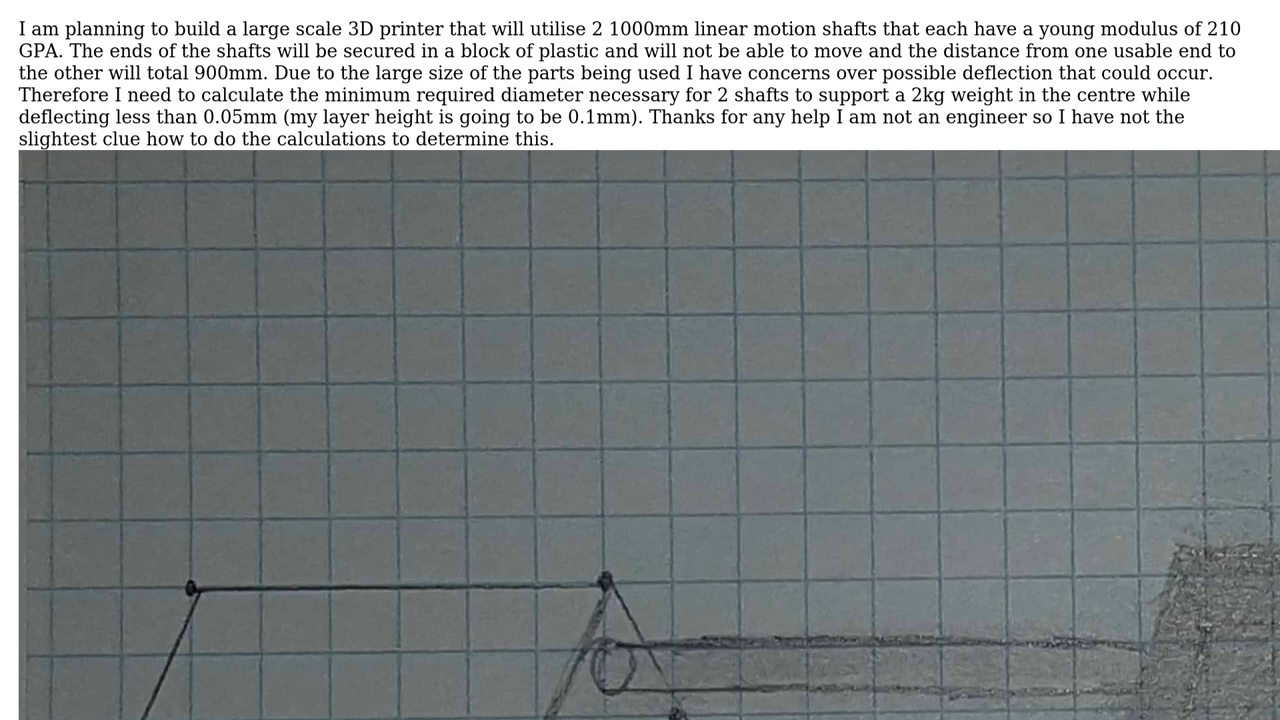 I am planning to build a large scale 3D printer that will utilise 2 1000mm linear motion shafts that each have a young modulus of 210
GPA. The ends of the shafts will be secured in a block of plastic and will not be able to move and the distance from one usable end to
the other will total 900mm. Due to the large size of the parts being used I have concerns over possible deflection that could occur.
Therefore I need to calculate the minimum required diameter necessary for 2 shafts to support a 2kg weight in the centre while
deflecting less than 0.05mm (my layer height is going to be 0.1mm). Thanks for any help I am not an engineer so I have not the
slightest clue how to do the calculations to determine this.